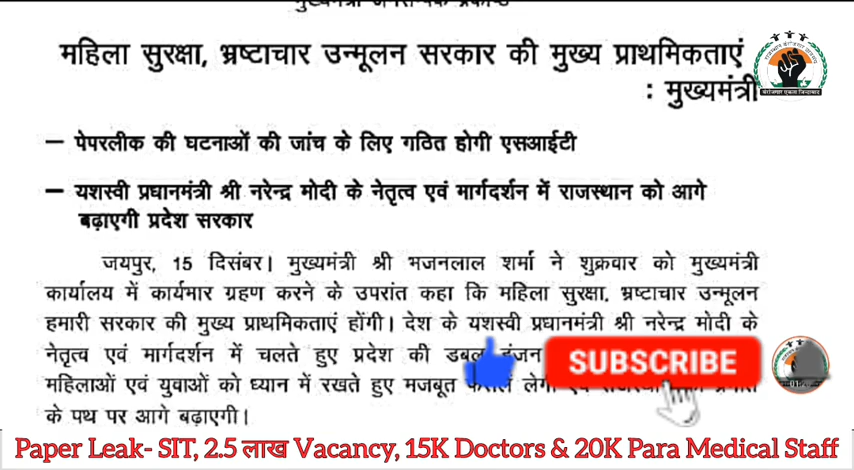 महिला सुरक्षा, भ्रष्टाचार उन्मूलन सरकार की मुख्य प्राथमिकताएं
: मुख्यमंत्री
— पेपरलीक की घटनाओं की जांच के लिए गठित होगी एसआईटी
— यशस्वी प्रधानमंत्री श्री नरेन्द्र मोदी के नेतृत्व एवं मार्गदर्शन में राजस्थान को आगे
बढ़ाएगी प्रदेश सरकार
जयपुर, 15 दिसंबर। मुख्यमंत्री श्री भजनलाल शर्मा ने शुक्रवार को मुख्यमंत्री
कार्यालय में कार्यभार ग्रहण करने के उपरांत कहा कि महिला सुरक्षा, भ्रष्टाचार उन्मूलन
हमारी सरकार की मुख्य प्राथमिकताएं होंगी। देश के यशस्वी प्रधानमंत्री श्री नरेन्द्र मोदी के
नेतृत्व एवं मार्गदर्शन में चलते हुए प्रदेश की डबल इंजन
SUBSCRIBE
महिलाओं एवं युवाओं को ध्यान में रखते हुए मजबूत
के पथ पर आगे बढ़ाएगी।
Paper Leak- SIT, 2.5 लाख Vacancy, 15K Doctors & 20K Para Medical Staff